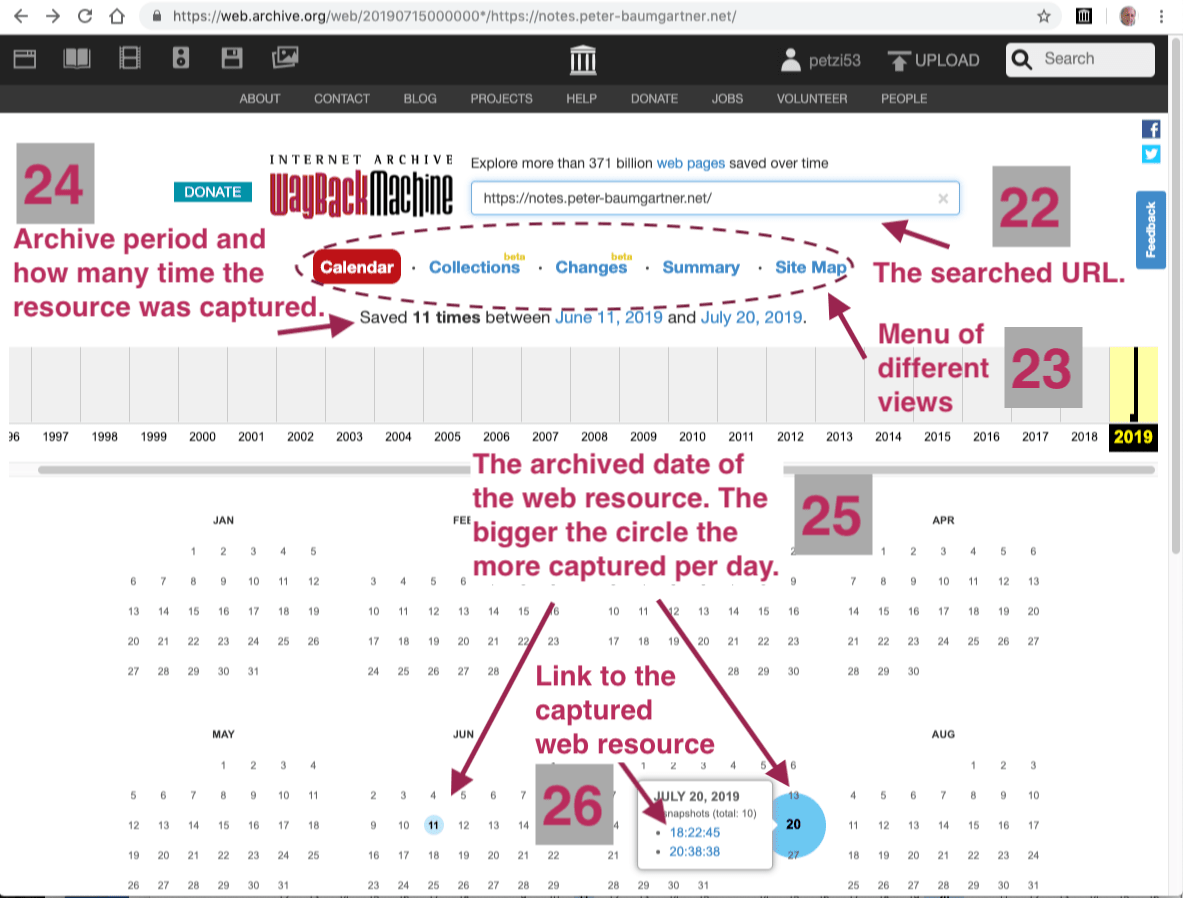 https://web.archive.org/web/20190715000000*/https://notes.peter-baumgartner.net/
petzi53 UPLOAD Search
ABOUT CONTACT BLOG PROJECTS HELP DONATE JOBS VOLUNTEER PEOPLE
24
DONATE
INTERNET ARCHIVE
WayBackMachine
Explore more than 371 billion web pages saved over time
https://notes.peter-baumgartner.net/ ×
22
Feedback
Archive period and
how many time the
resource was captured.
Calendar · Collections beta · Changes beta · Summary · Site Map
The searched URL.
Saved 11 times between June 11, 2019 and July 20, 2019.
Menu of
different
views
23
96 1997 1998 1999 2000 2001 2002 2003 2004 2005 2006 2007 2008 2009 2010 2011 2012 2013 2014 2015 2016 2017 2018 2019
The archived date of
the web resource. The
bigger the circle the
more captured per day.
25
JAN
1 2 3 4 5
6 7 8 9 10 11 12
13 14 15 16 17 18 19
20 21 22 23 24 25 26
27 28 29 30 31
FEB
3 4 5 6
10 11 12 13 14 15 16
17 18 19 20 21 22 23
24 25 26 27 28
2
9
10 11 12 13 14 15 16
17 18 19 20 21 22 23
28 29 30
APR
1 2 3 4 5 6
7 8 9 10 11 12 13
14 15 16 17 18 19 20
21 22 23 24 25 26 27
28 29 30
Link to the
captured
web resource
26
MAY
1 2 3 4
5 6 7 8 9 10 11
12 13 14 15 16 17 18
19 20 21 22 23 24 25
26 27 28 29 30 31
JUN
2 3 4 5 6 7
9 10 11 12 13 14
16 17 18 19 20 21 22
23 24 25 26 27 28 29
1 2 3 4 5 6
13
20
21 27
28 29 30 31
JULY 20, 2019
snapshots (total: 10)
• 18:22:45
• 20:38:38
AUG
1 2 3
4 5 6 7 8 9 10
11 12 13 14 15 16 17
18 19 20 21 22 23 24
25 26 27 28 29 30 31